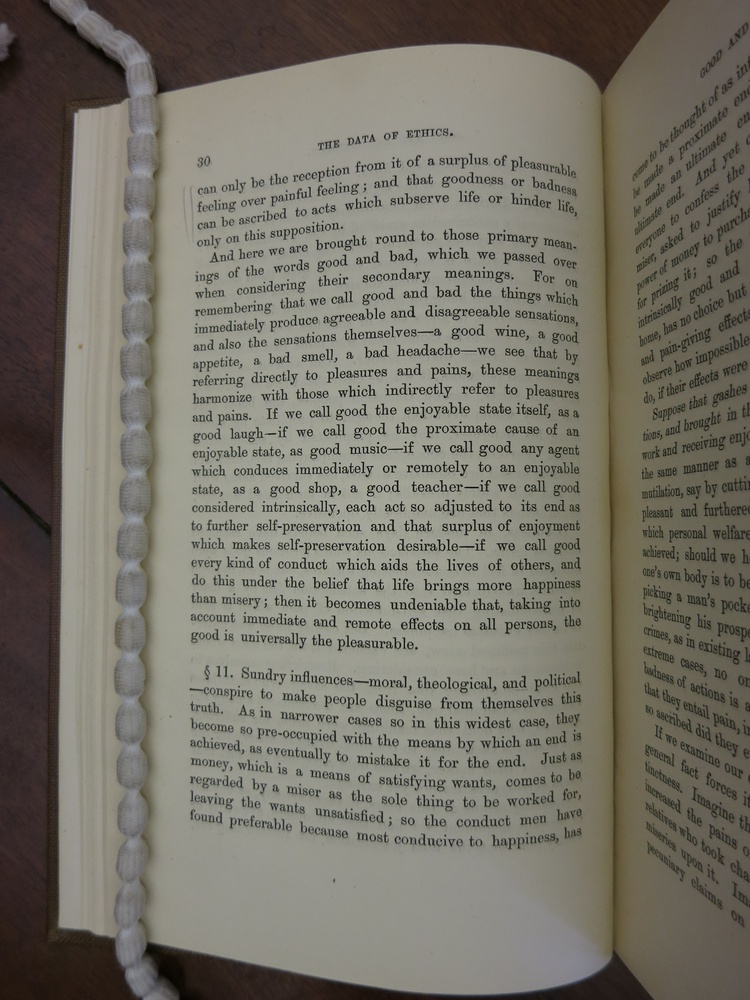 30
THE DATA OF ETHICS.
can only be the reception from it of a surplus of pleasurable
feeling over painful feeling; and that goodness or badness
can be ascribed to acts which subserve life or hinder life,
only on this supposition.
And here we are brought round to those primary mean-
ings of the words good and bad, which we passed over
when considering their secondary meanings. For on
remembering that we call good and bad the things which
immediately produce agreeable and disagreeable sensations,
and also the sensations themselves—a good wine, a good
appetite, a bad smell, a bad headache—we see that by
referring directly to pleasures and pains, these meanings
harmonize with those which indirectly refer to pleasures
and pains. If we call good the enjoyable state itself, as a
good laugh—if we call good the proximate cause of an
enjoyable state, as good music—if we call good any agent
which conduces immediately or remotely to an enjoyable
state, as a good shop, a good teacher—if we call good
considered intrinsically, each act so adjusted to its end as
to further self-preservation and that surplus of enjoyment
which makes self-preservation desirable—if we call good
every kind of conduct which aids the lives of others, and
do this under the belief that life brings more happiness
than misery; then it becomes undeniable that, taking into
account immediate and remote effects on all persons, the
good is universally the pleasurable.
§ 11. Sundry influences—moral, theological, and political
—conspire to make people disguise from themselves this
truth. As in narrower cases so in this widest case, they
become so pre-occupied with the means by which an end is
achieved, as eventually to mistake it for the end. Just as
money, which is a means of satisfying wants, comes to be
regarded by a miser as the sole thing to be worked for,
leaving the wants unsatisfied; so the conduct men have
found preferable because most conducive to happiness, has
GOOD AND
come to be thought of as
be made a proximate
be made an ultimate
ultimate end. And yet
everyone to confess the
miser, asked to justify
power of money to
for prizing it; so the
intrinsically good and
home, has no choice but
and pain-giving effects
observe how impossible
do, if their effects were
Suppose that gashes
tions, and brought in
work and receiving
the same manner as
mutilation, say by
pleasant and
which personal welfare
achieved; should we
one's own body is to be
picking a man's
brightening his
crimes, as in existing
extreme cases, no
badness of actions is
that they entail pain,
so ascribed did they
If we examine our
general fact forces
tinctness. Imagine
increased the pains
relatives who took
miseries upon it.
pecuniary claims on